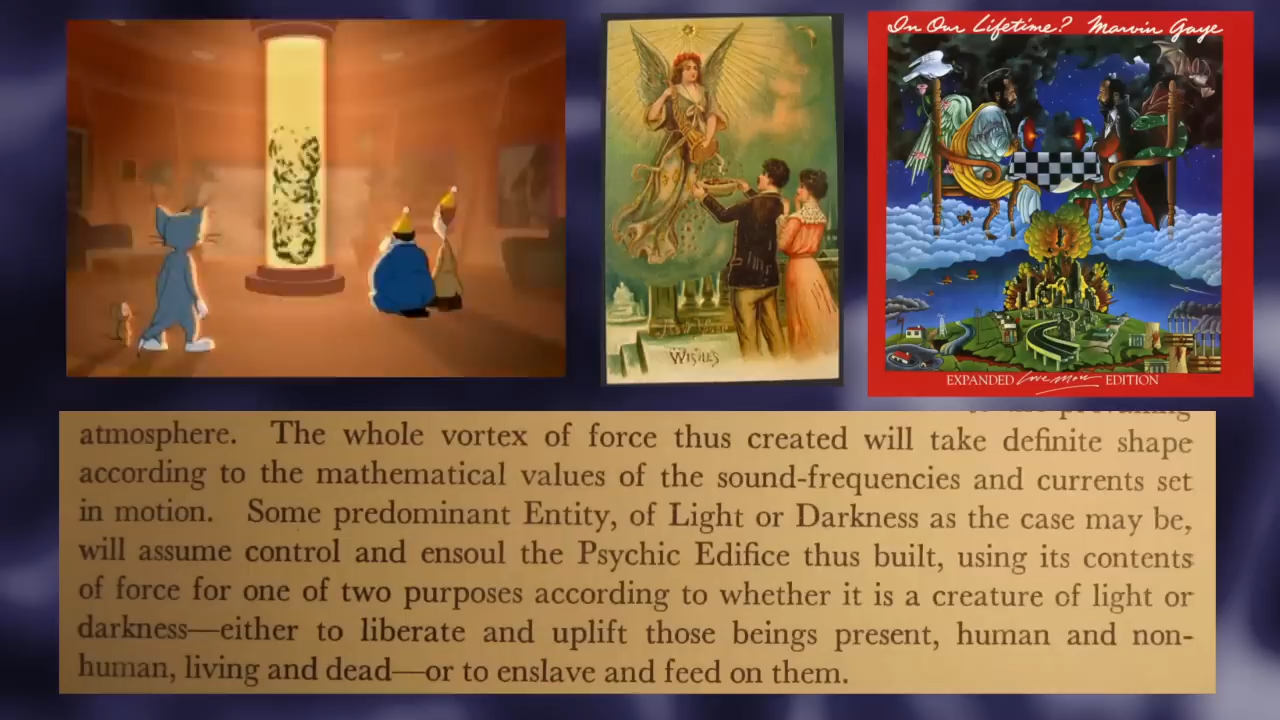 In Our Lifetime? Marvin Gaye
WISHES
EXPANDED Love Man EDITION
to the prevailing
atmosphere. The whole vortex of force thus created will take definite shape
according to the mathematical values of the sound-frequencies and currents set
in motion. Some predominant Entity, of Light or Darkness as the case may be,
will assume control and ensoul the Psychic Edifice thus built, using its contents
of force for one of two purposes according to whether it is a creature of light or
darkness—either to liberate and uplift those beings present, human and non-
human, living and dead—or to enslave and feed on them.